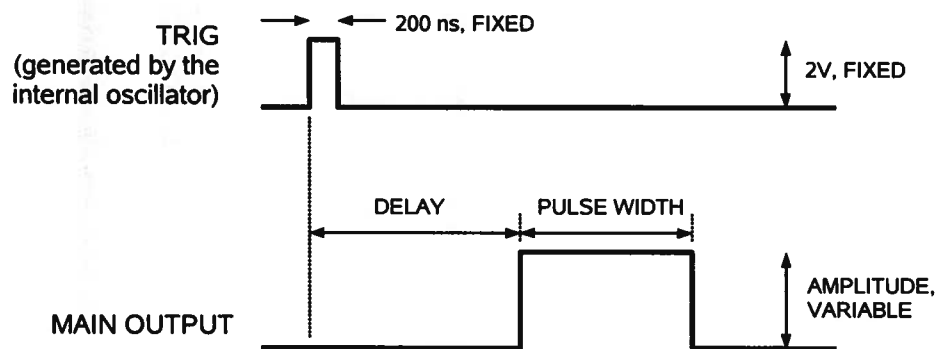 200 ns, FIXED
TRIG
(generated by the
internal oscillator)
2V, FIXED
DELAY
PULSE WIDTH
AMPLITUDE,
VARIABLE
MAIN OUTPUT